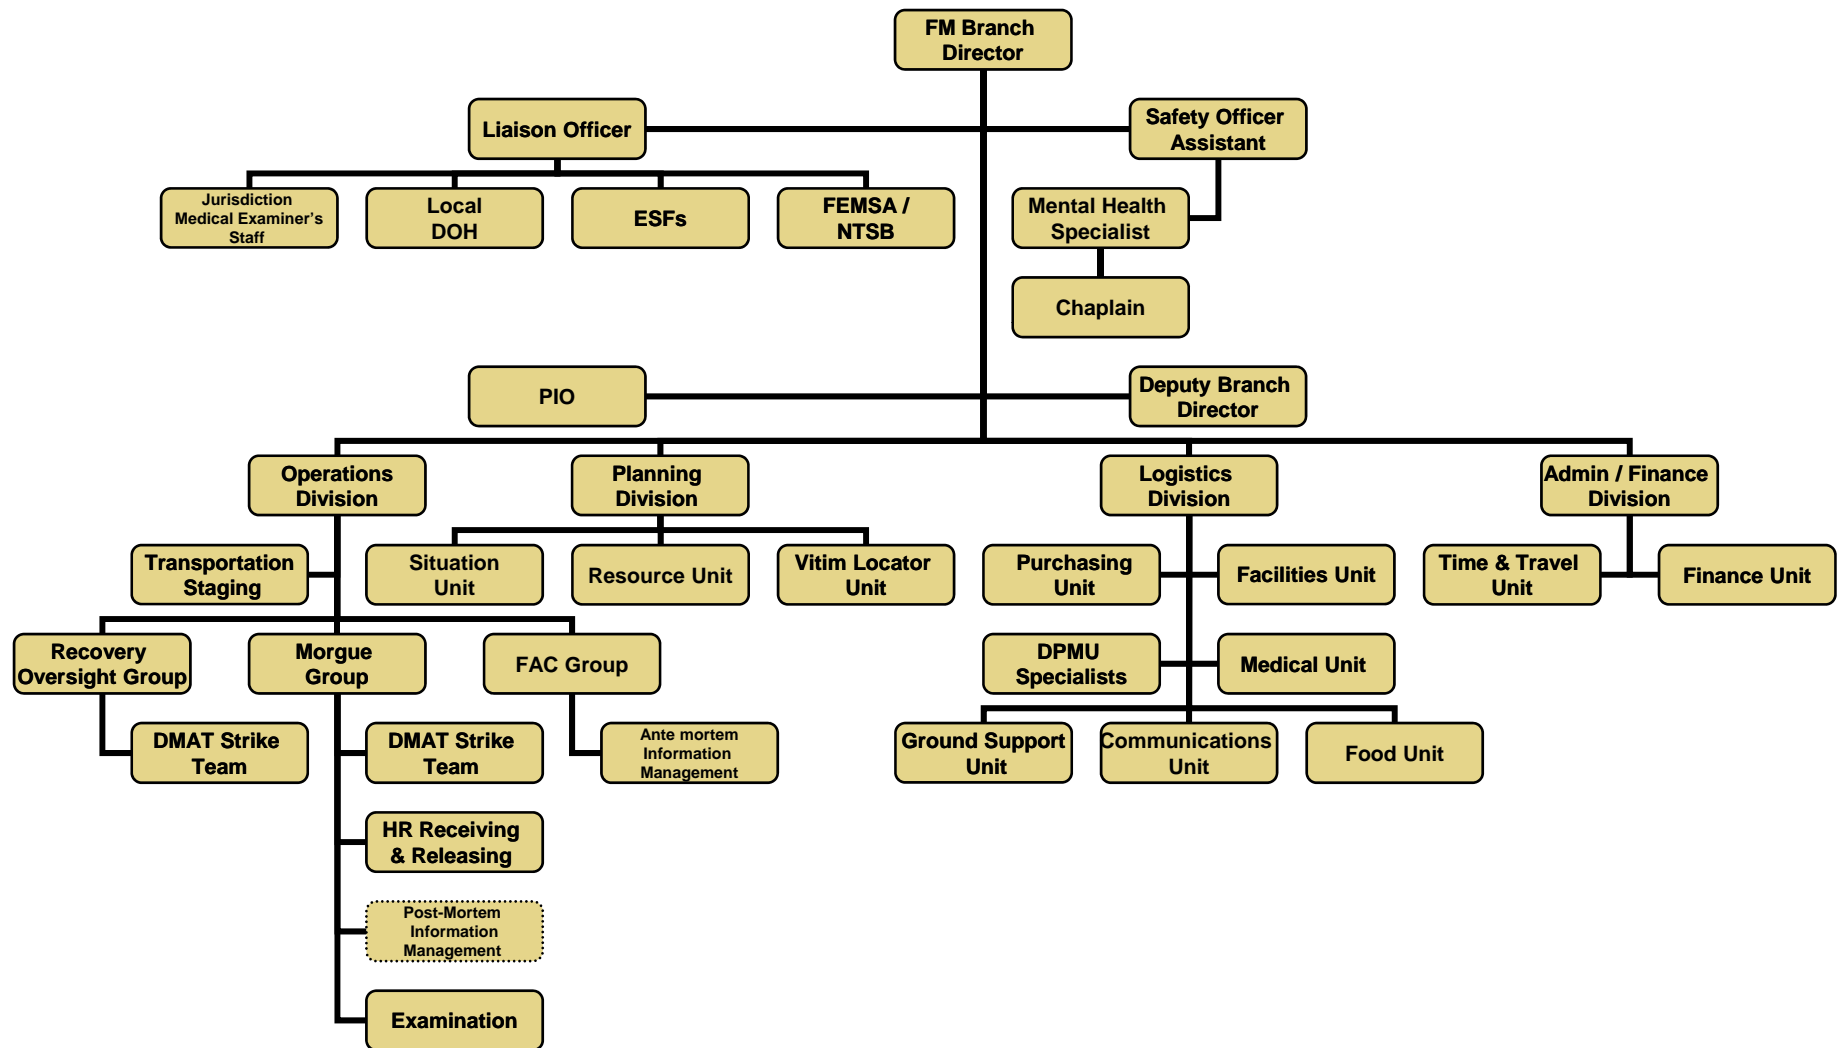 FM Branch
Director
Liaison Officer
Safety Officer
Assistant
Jurisdiction
Medical Examiner's
Staff
Local
DOH
ESFs
FEMSA /
NTSB
Mental Health
Specialist
Chaplain
PIO
Deputy Branch
Director
Operations
Division
Planning
Division
Logistics
Division
Admin / Finance
Division
Transportation
Staging
Situation
Unit
Resource Unit
Vitim Locator
Unit
Purchasing
Unit
Facilities Unit
Time & Travel
Unit
Finance Unit
Recovery
Oversight Group
Morgue
Group
FAC Group
DPMU
Specialists
Medical Unit
DMAT Strike
Team
DMAT Strike
Team
Ante mortem
Information
Management
Ground Support
Unit
Communications
Unit
Food Unit
HR Receiving
& Releasing
Post-Mortem
Information
Management
Examination